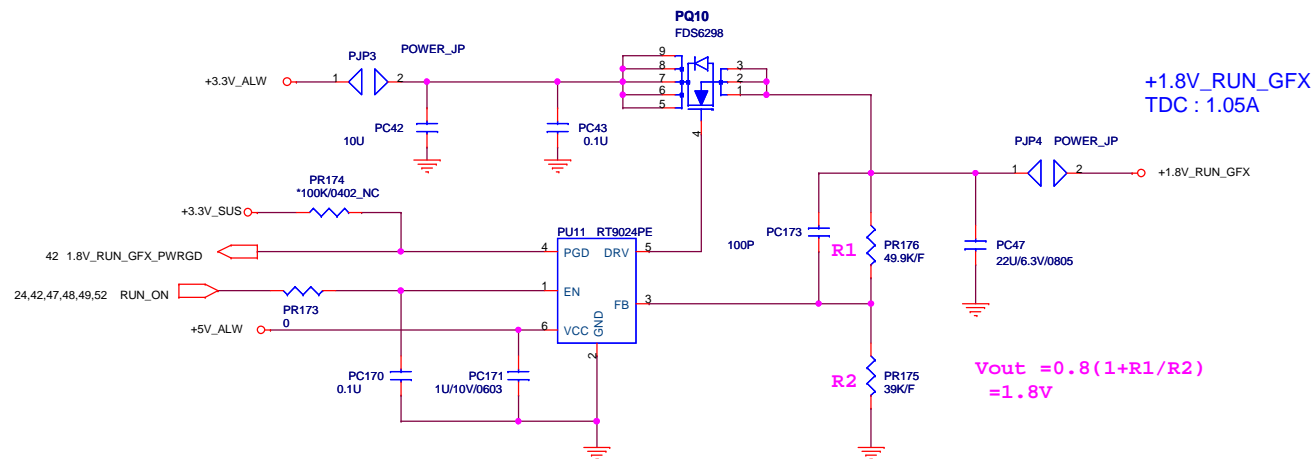 PQ10
FDS6298
PJP3
POWER_JP
+3.3V_ALW
1
2
9
8
7
6
5
3
2
1
4
PC42
10U
PC43
0.1U
+1.8V_RUN_GFX
TDC : 1.05A
PJP4
POWER_JP
1
2
+1.8V_RUN_GFX
PR174
*100K/0402_NC
+3.3V_SUS
42 1.8V_RUN_GFX_PWRGD
24,42,47,48,49,52 RUN_ON
PR173
0
+5V_ALW
PU11 RT9024PE
4
PGD
DRV
5
1
EN
FB
3
6
VCC
GND
2
100P
PC173
R1
PR176
49.9K/F
PC47
22U/6.3V/0805
PC170
0.1U
PC171
1U/10V/0603
R2
PR175
39K/F
Vout =0.8(1+R1/R2)
=1.8V